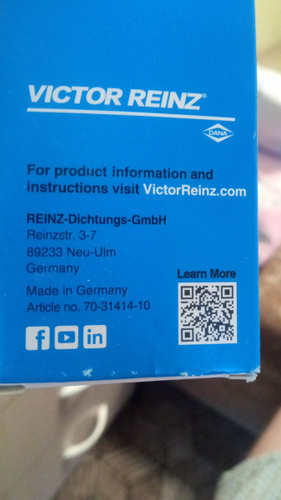 VICTOR REINZ®
DANA
For product information and
instructions visit VictorReinz.com
REINZ-Dichtungs-GmbH
Reinzstr. 3-7
89233 Neu-Ulm
Germany
Learn More
Made in Germany
Article no. 70-31414-10